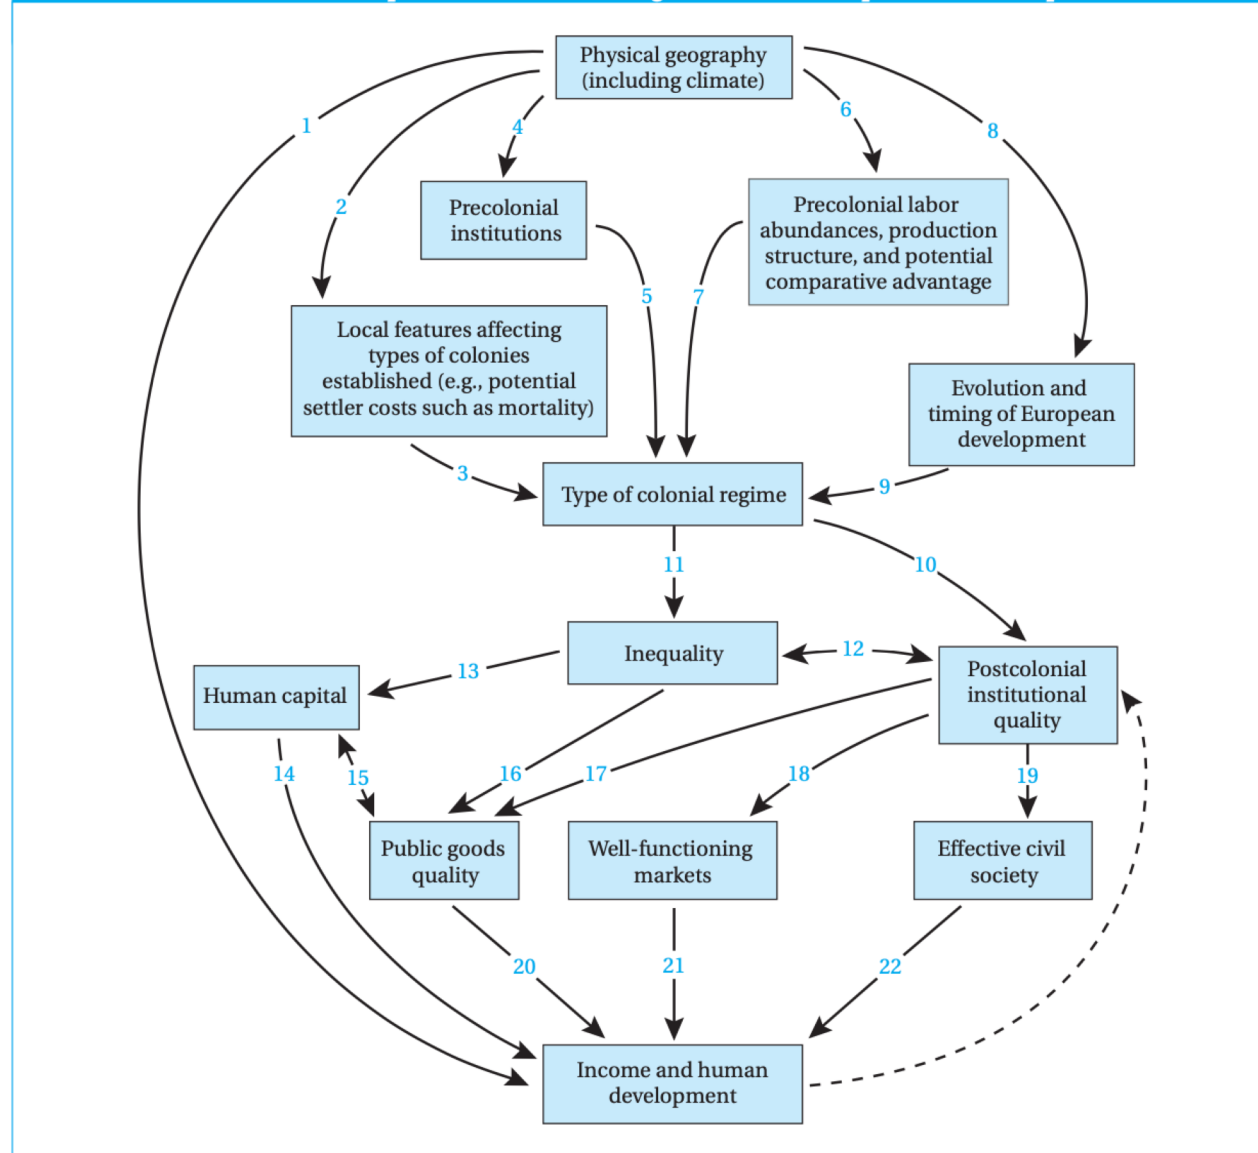 Physical geography
(including climate)
1
2
4
6
8
Precolonial
institutions
Precolonial labor
abundances, production
structure, and potential
comparative advantage
5
7
Local features affecting
types of colonies
established (e.g., potential
settler costs such as mortality)
Evolution and
timing of European
development
3
9
Type of colonial regime
11
10
Inequality
12
13
Human capital
Postcolonial
institutional
quality
14
15
16
17
18
19
Public goods
quality
Well-functioning
markets
Effective civil
society
20
21
22
Income and human
development